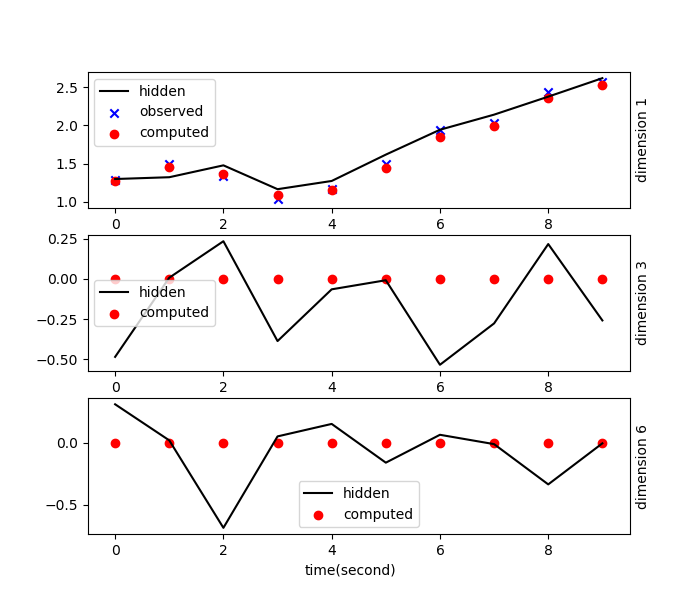 2.5
2.0
1.5
1.0
hidden
observed
computed
dimension 1
0 2 4 6 8
0.25
0.00
−0.25
−0.50
hidden
computed
dimension 3
0 2 4 6 8
0.0
−0.5
hidden
computed
dimension 6
0 2 4 6 8
time(second)